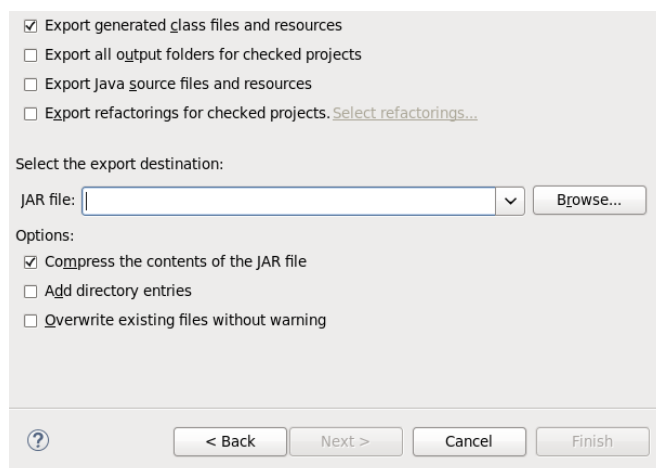 Export generated class files and resources
Export all output folders for checked projects
Export Java source files and resources
Export refactorings for checked projects. Select refactorings...
Select the export destination:
JAR file: Browse...
Options:
Compress the contents of the JAR file
Add directory entries
Overwrite existing files without warning
? < Back Next > Cancel Finish